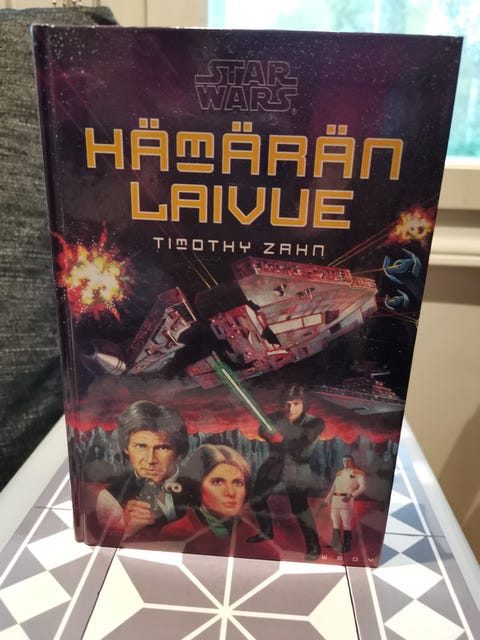 STAR
WARS®
HÄMÄRÄN
LAIVUE
TIMOTHY ZAHN